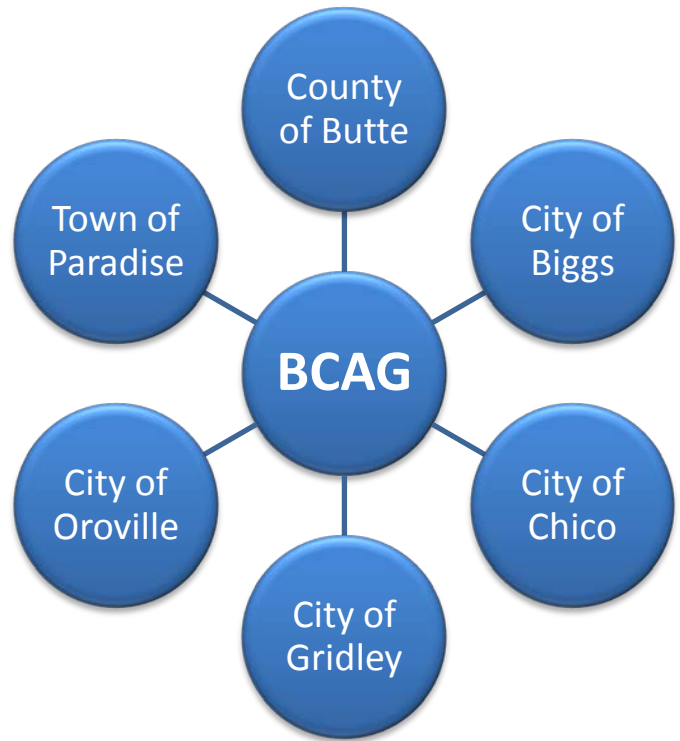 County
of Butte
Town of
Paradise
City of
Biggs
BCAG
City of
Oroville
City of
Chico
City of
Gridley